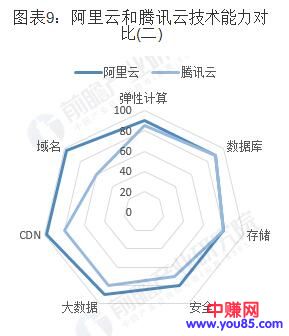 图表9：阿里云和腾讯云技术能力对
比(二)
阿里云 腾讯云
弹性计算
100
80
60
40
20
0
域名
数据库
CDN
存储
大数据
安全
中赚网
www.you85.com